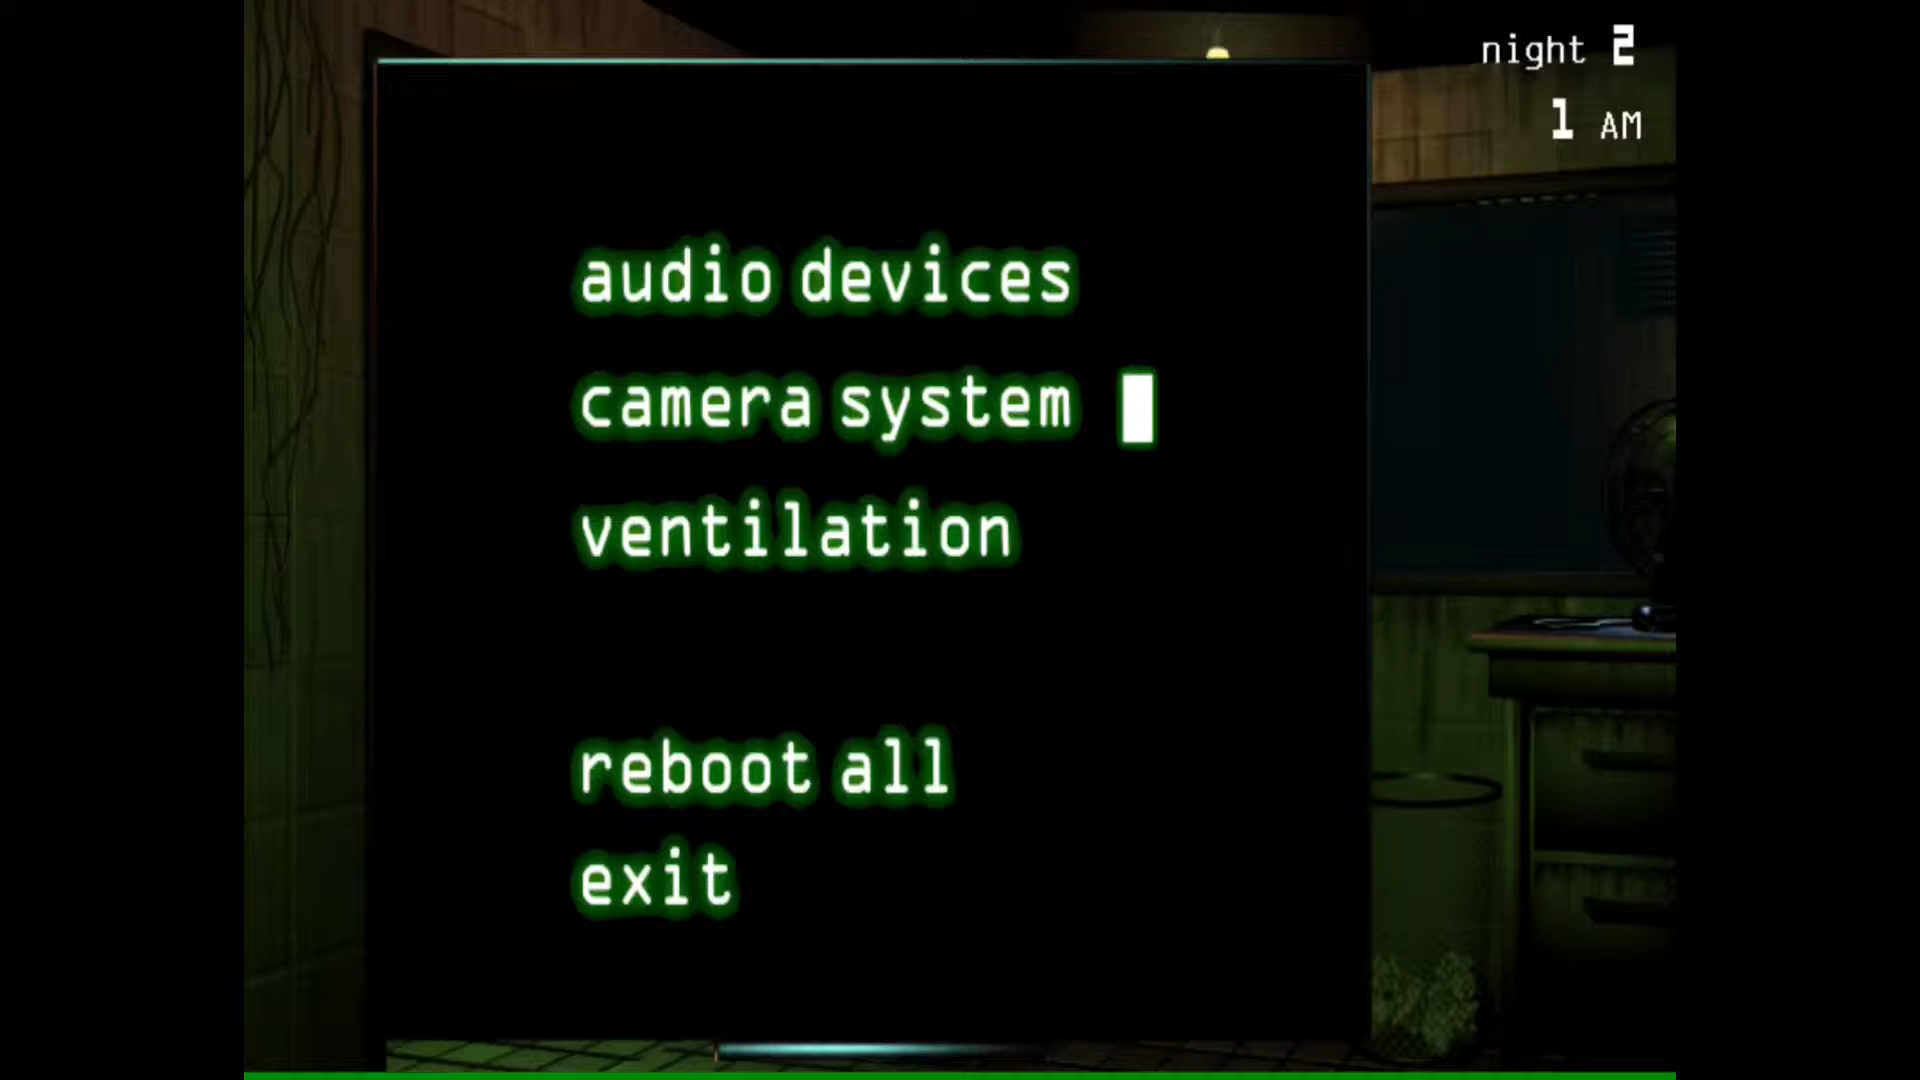 night 2
1 AM
audio devices
camera system
ventilation
reboot all
exit